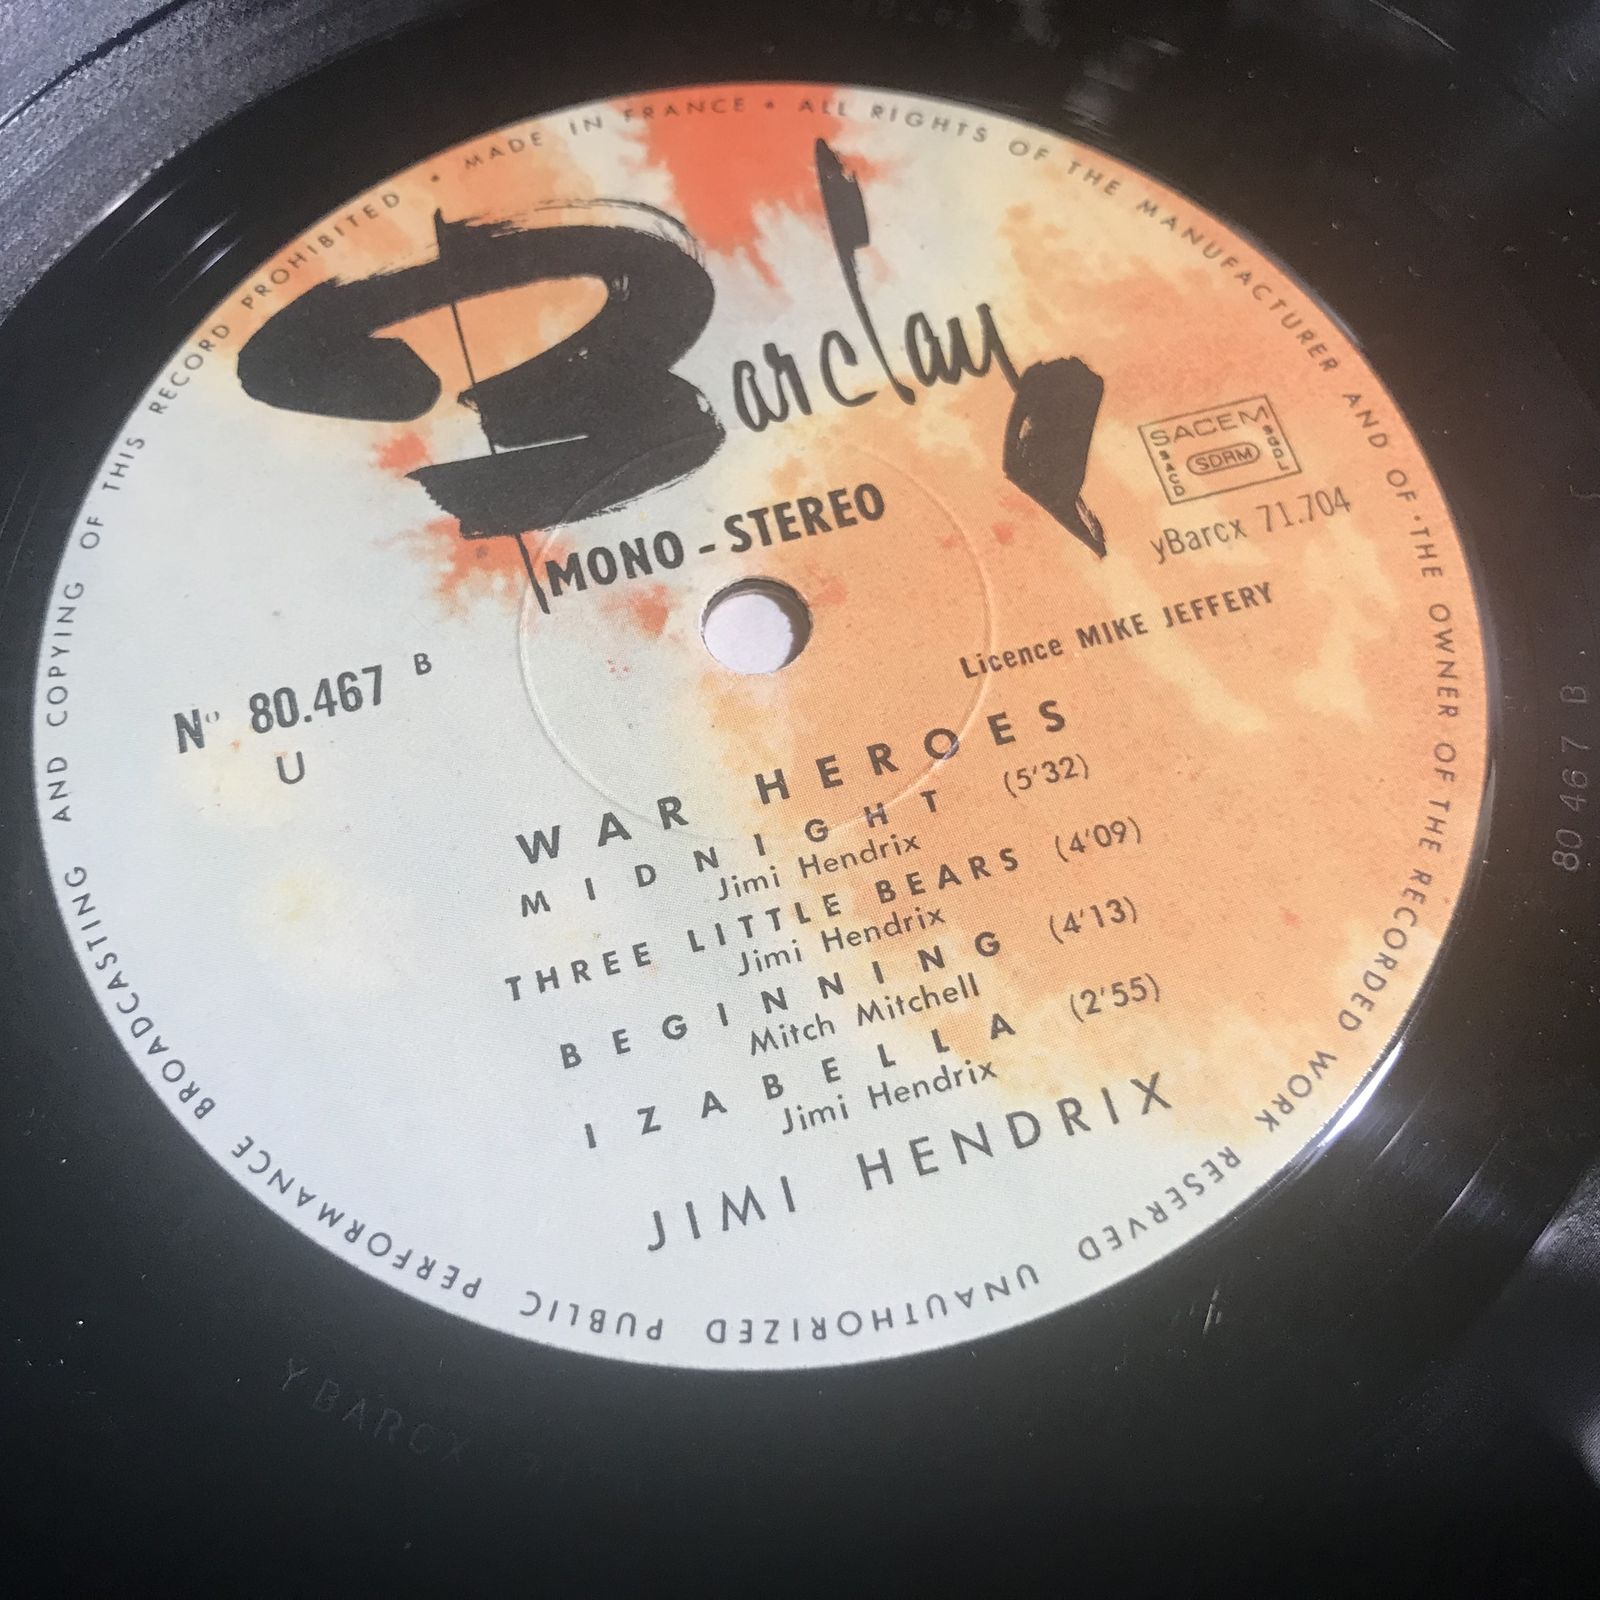 MADE IN FRANCE • ALL RIGHTS OF THE MANUFACTURER AND OF THE OWNER OF THE RECORDED WORK RESERVED UNAUTHORIZED PUBLIC PERFORMANCE BROADCASTING AND COPYING OF THIS RECORD PROHIBITED •
Barclay
SACEM
SACD
SDRM
SGDL
MONO - STEREO
yBarcx 71.704
Licence MIKE JEFFERY
N° 80.467 B
U
WAR HEROES
MIDNIGHT (5'32)
Jimi Hendrix
THREE LITTLE BEARS (4'09)
Jimi Hendrix
BEGINNING (4'13)
Mitch Mitchell
IZABELLA (2'55)
Jimi Hendrix
JIMI HENDRIX
80467 B
YBARCX